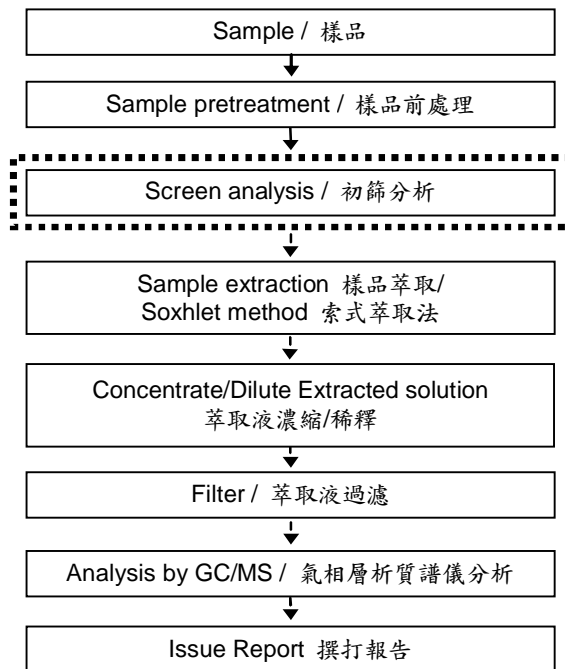 Sample / 樣品
Sample pretreatment / 樣品前處理
Screen analysis / 初篩分析
Sample extraction 樣品萃取/
Soxhlet method 索式萃取法
Concentrate/Dilute Extracted solution
萃取液濃縮/稀釋
Filter / 萃取液過濾
Analysis by GC/MS / 氣相層析質譜儀分析
Issue Report 撰打報告